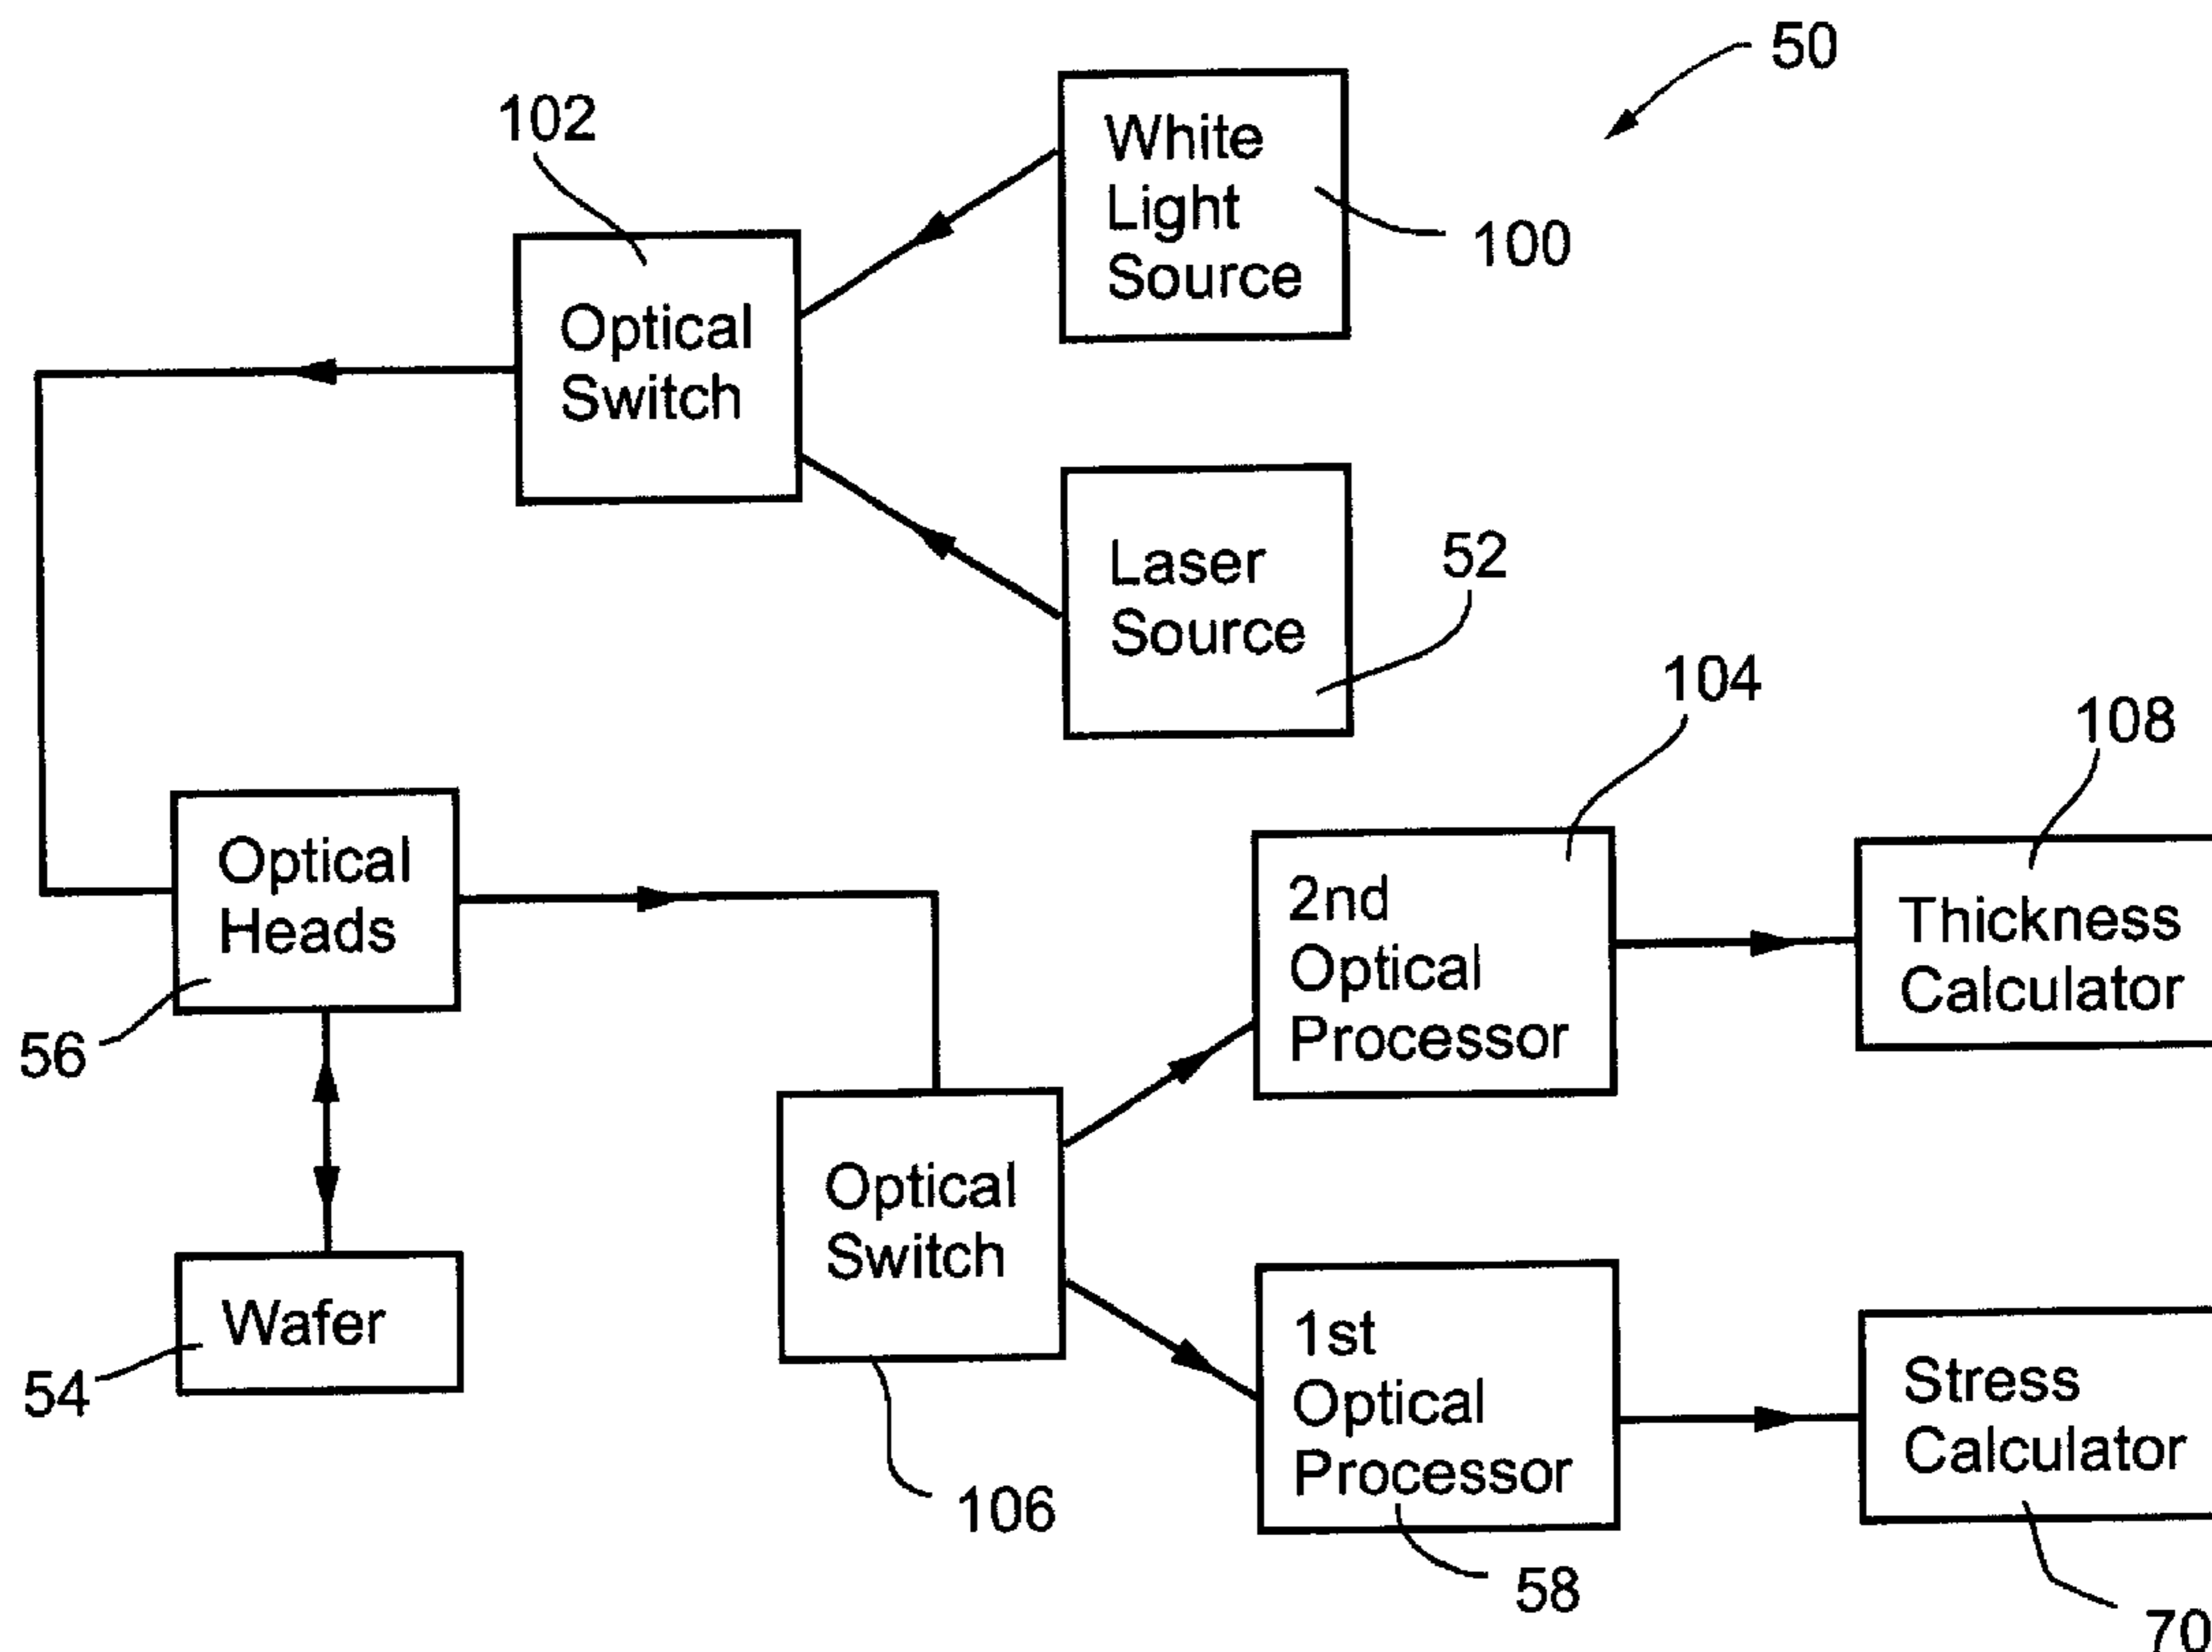 50
102
White
Light
Source
100
Optical
Switch
Laser
Source
52
104
108
Optical
Heads
56
2nd
Optical
Processor
Thickness
Calculator
Optical
Switch
106
Wafer
54
1st
Optical
Processor
58
Stress
Calculator
70